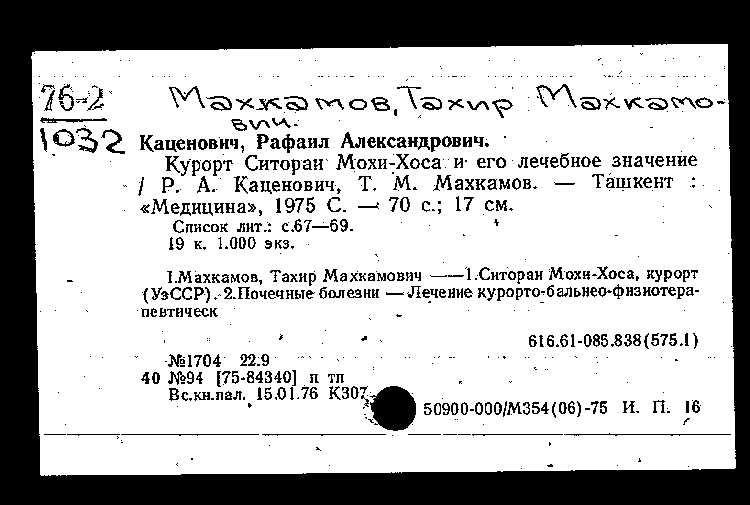 76-2
1032
Махкамов, Тахир Махкамо-
вич.
Каценович, Рафаил Александрович.
Курорт Ситораи Мохи-Хоса и его лечебное значение
/ Р. А. Каценович, Т. М. Махкамов. — Ташкент :
«Медицина», 1975 С. — 70 с.; 17 см.
Список лит.: с.67—69.
19 к. 1.000 экз.
I.Махкамов, Тахир Махкамович ——1.Ситораи Мохи-Хоса, курорт
(УзССР). 2.Почечные болезни — Лечение курорто-бальнео-физиотера-
певтическ
616.61-085.838(575.1)
№1704 22.9
40 №94 [75-84340] п тп
Вс.кн.пал. 15.01.76 К307
50900-000/М354(06)-75 И. П. 16